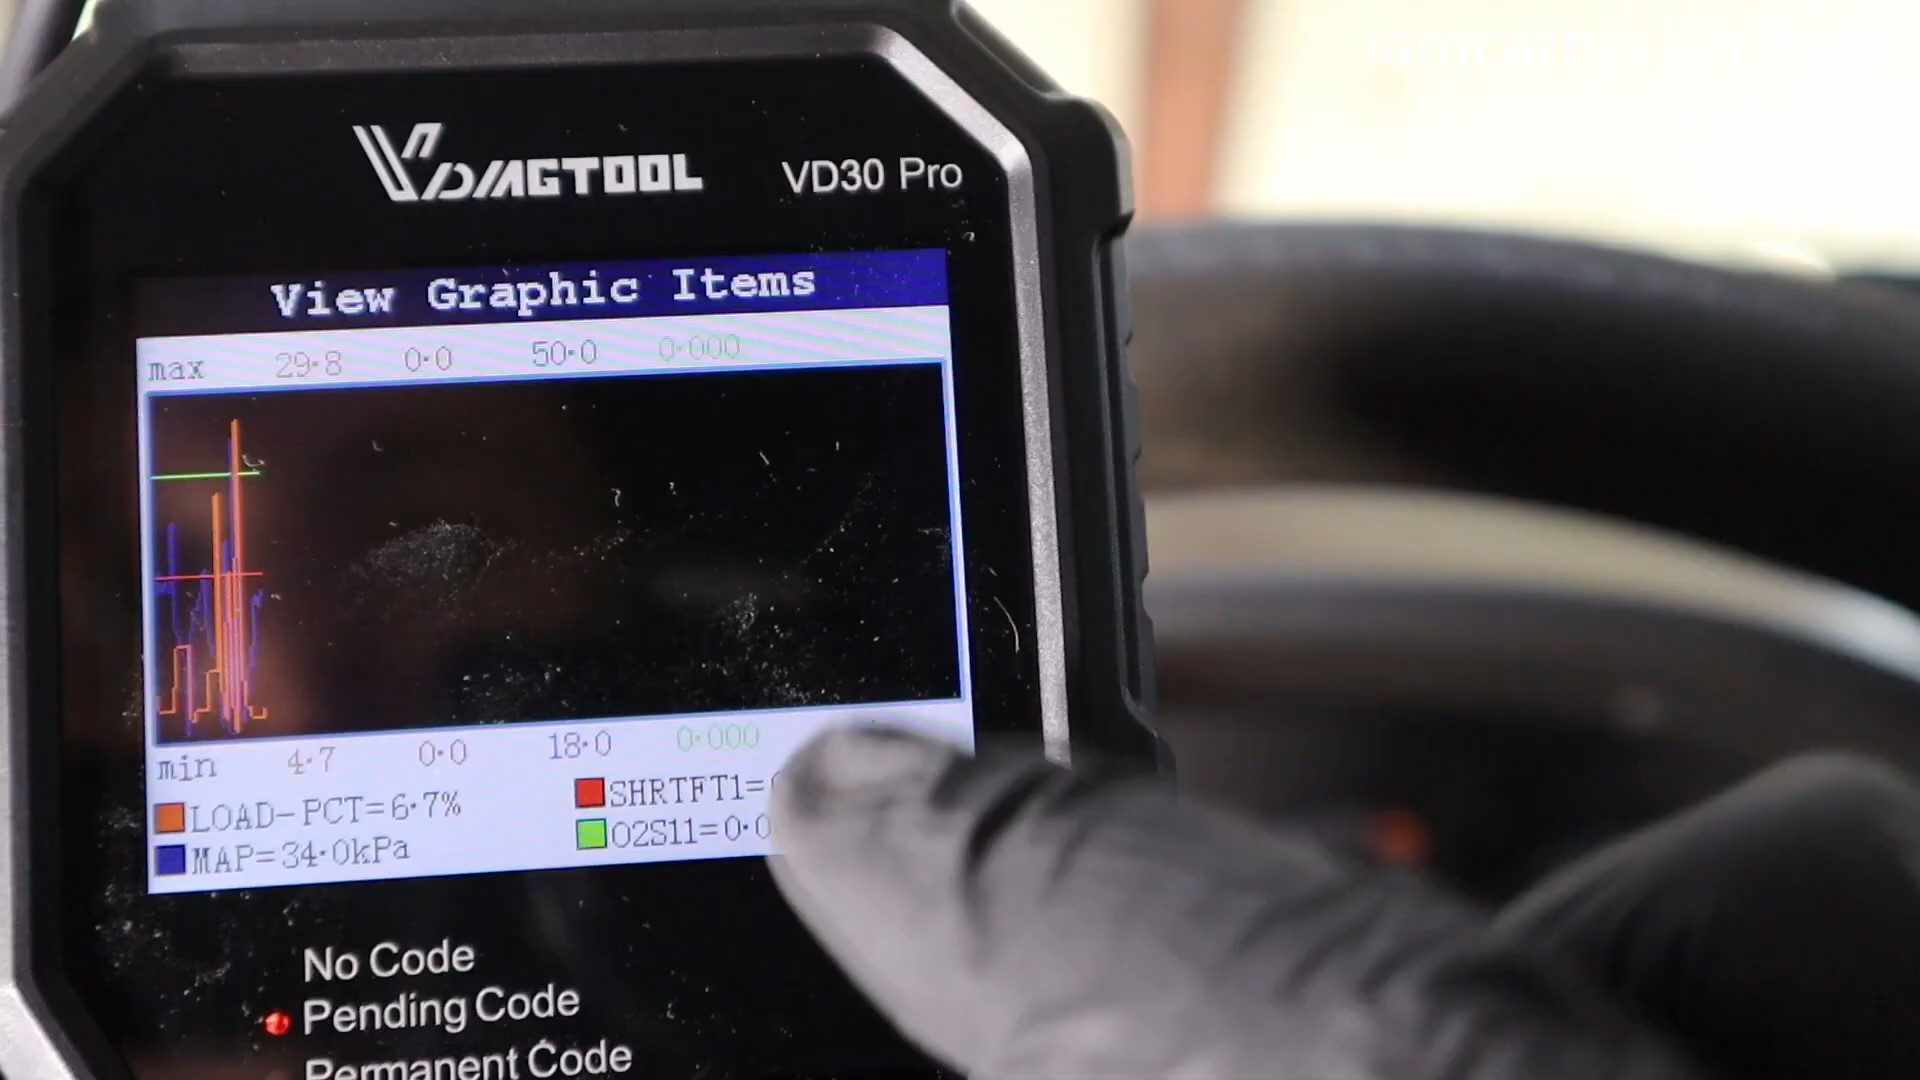 VDIAGTOOL
VD30 Pro
View Graphic Items
max 29.8 0.0 50.0 0.000
min 4.7 0.0 18.0 0.000
LOAD-PCT=6.7% SHRTFT1=
MAP=34.0kPa O2S11=0.0
No Code
Pending Code
Permanent Code